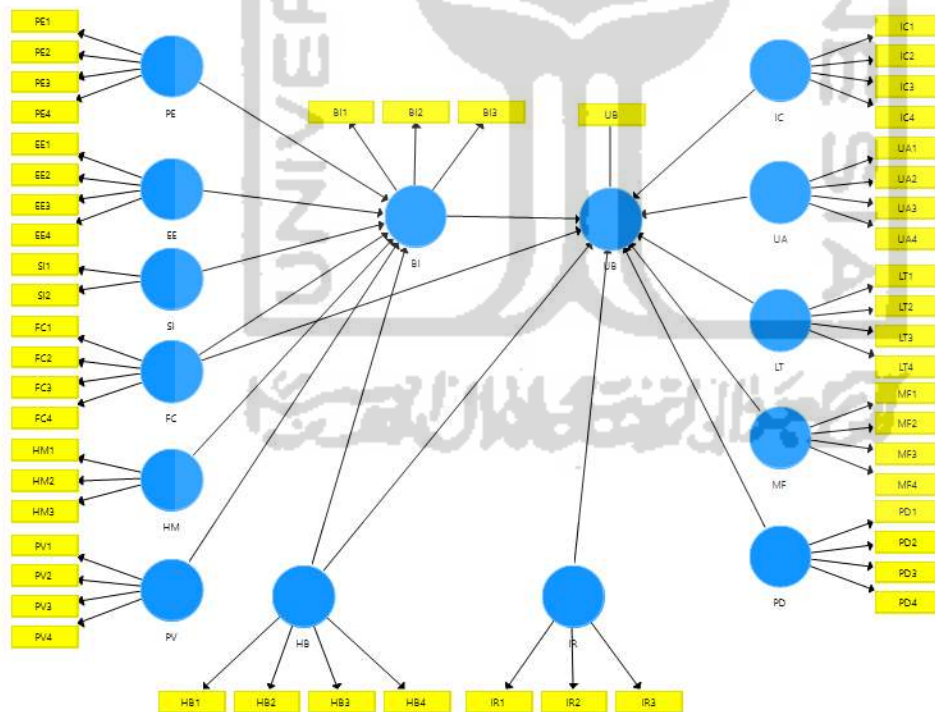 PE1
PE2
PE3
PE4
PE
EE1
EE2
EE3
EE4
EE
SI1
SI2
SI
FC1
FC2
FC3
FC4
FC
HM1
HM2
HM3
HM
PV1
PV2
PV3
PV4
PV
BI1
BI2
BI3
BI
UB
UB
HB
HB1
HB2
HB3
HB4
IR
IR1
IR2
IR3
IC1
IC2
IC3
IC4
IC
UA1
UA2
UA3
UA4
UA
LT1
LT2
LT3
LT4
LT
MF1
MF2
MF3
MF4
MF
PD1
PD2
PD3
PD4
PD
UNIVER
NESIA